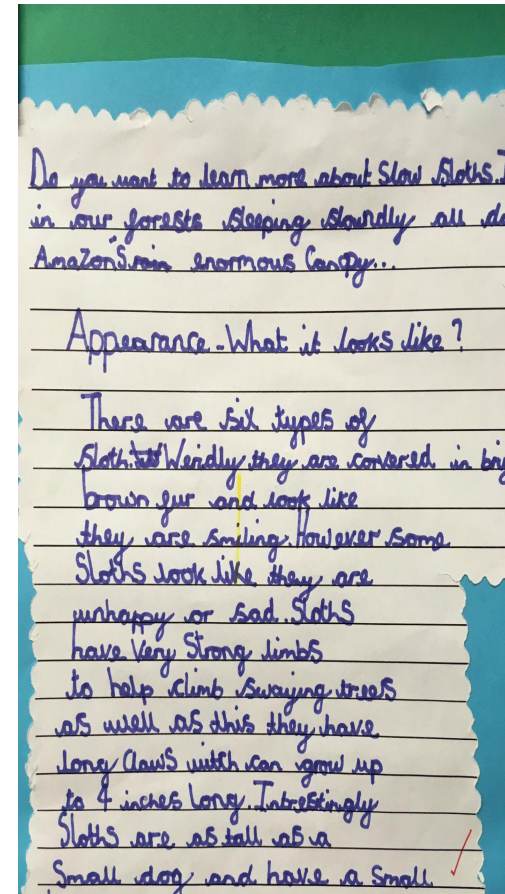 Do you want to learn more about Slow Sloths.
in our forests sleeping soundly all
Amazon"s rain enormous Canopy...
Appearance - What it looks like?
There are six types of
sloth. Weirdly they are corvered in
brown fur and look like
they are smiling. However some
Sloths look like they are
unhappy or sad. Sloths
have Very Strong limbs
to help climb swaying trees
as well as this they have
long claws witch can grow up
to 4 inches Long. Intrestingly
Sloths are as tall as a
Small dog and have a small